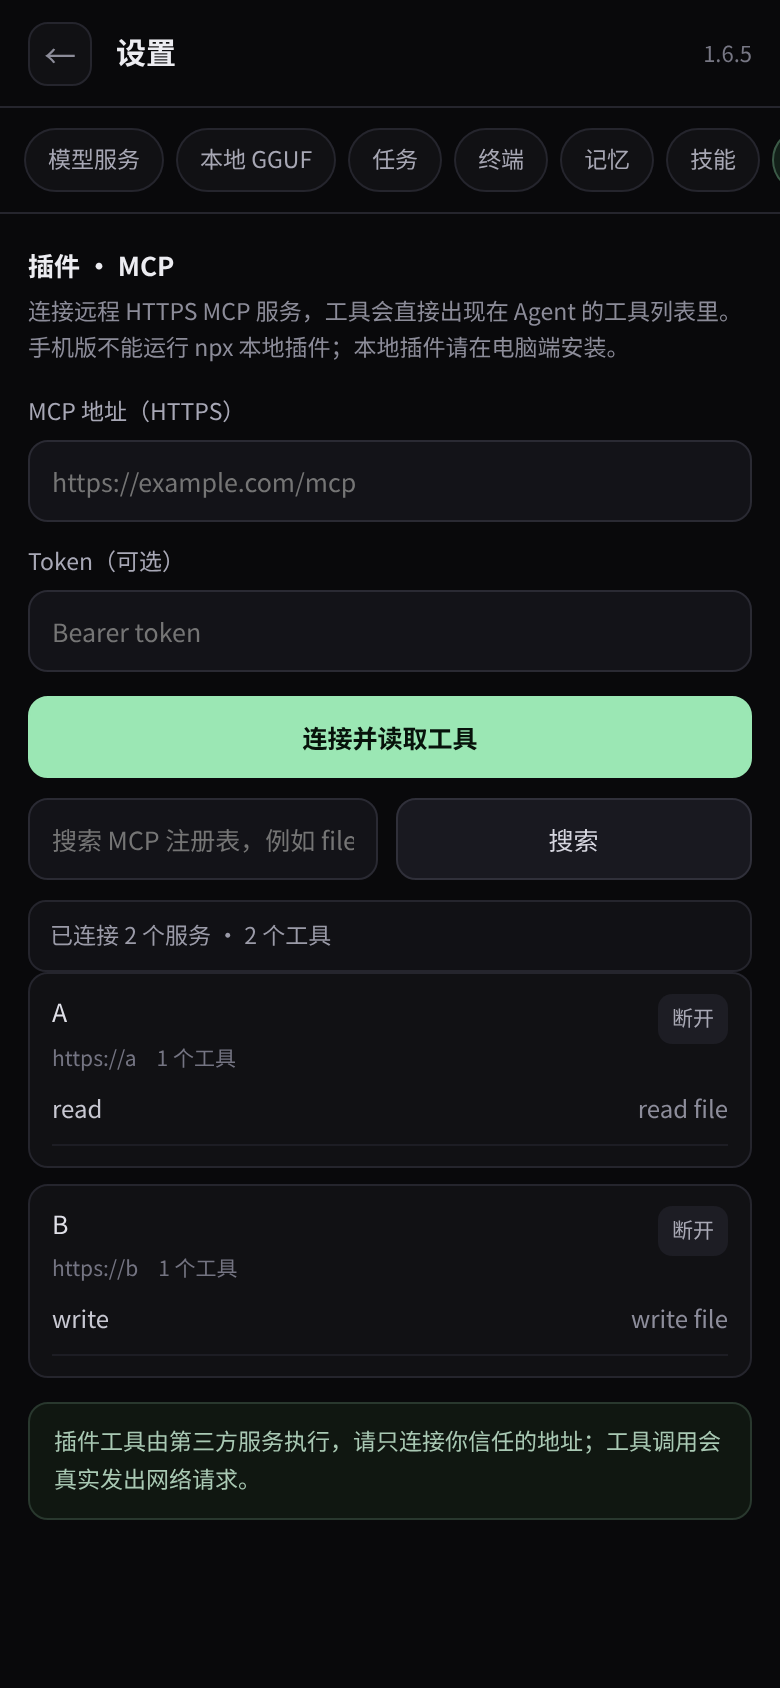 ← 设置 1.6.5
模型服务 本地 GGUF 任务 终端 记忆 技能
插件 · MCP
连接远程 HTTPS MCP 服务，工具会直接出现在 Agent 的工具列表里。
手机版不能运行 npx 本地插件；本地插件请在电脑端安装。
MCP 地址（HTTPS）
https://example.com/mcp
Token（可选）
Bearer token
连接并读取工具
搜索 MCP 注册表，例如 file 搜索
已连接 2 个服务 · 2 个工具
A 断开
https://a 1 个工具
read read file
B 断开
https://b 1 个工具
write write file
插件工具由第三方服务执行，请只连接你信任的地址；工具调用会
真实发出网络请求。